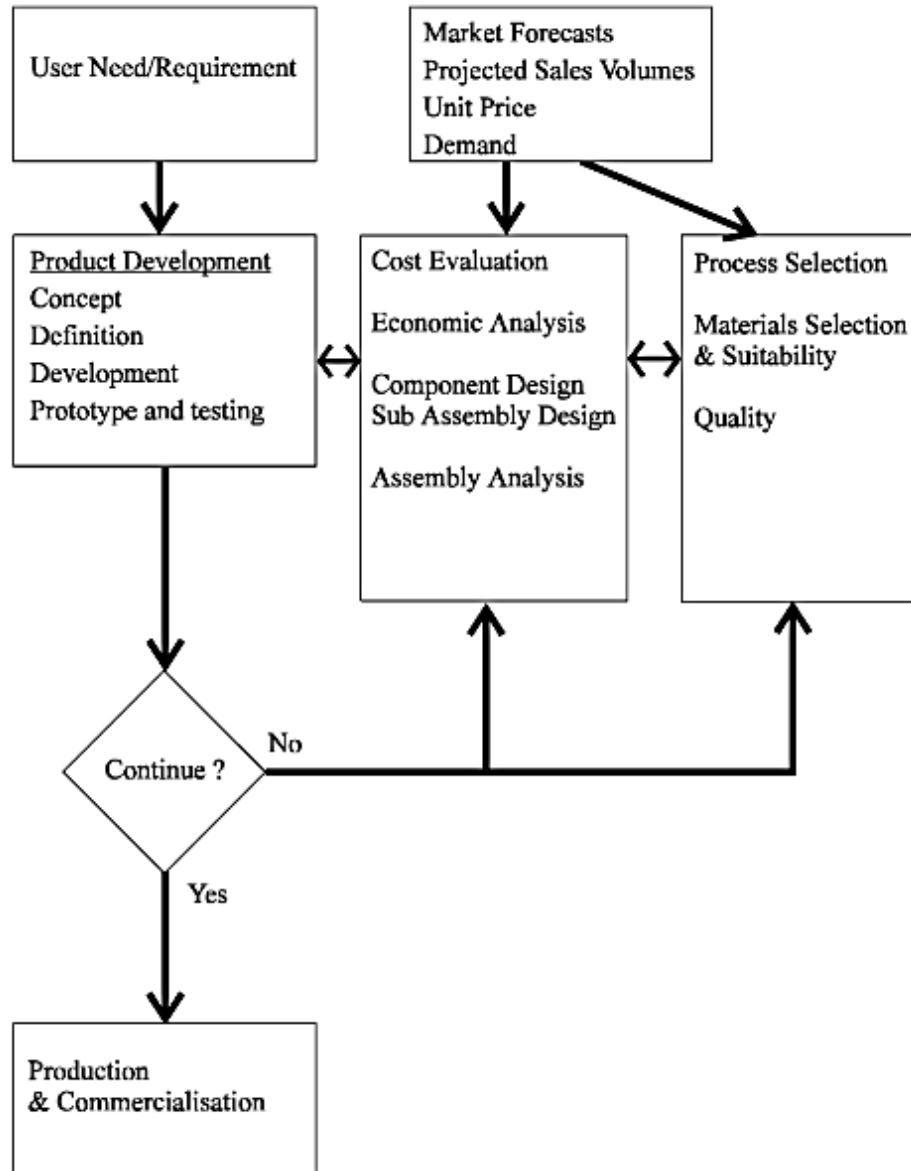 User Need/Requirement
Market Forecasts
Projected Sales Volumes
Unit Price
Demand
Product Development
Concept
Definition
Development
Prototype and testing
Cost Evaluation
Economic Analysis
Component Design
Sub Assembly Design
Assembly Analysis
Process Selection
Materials Selection
& Suitability
Quality
Continue ?
No
Yes
Production
& Commercialisation